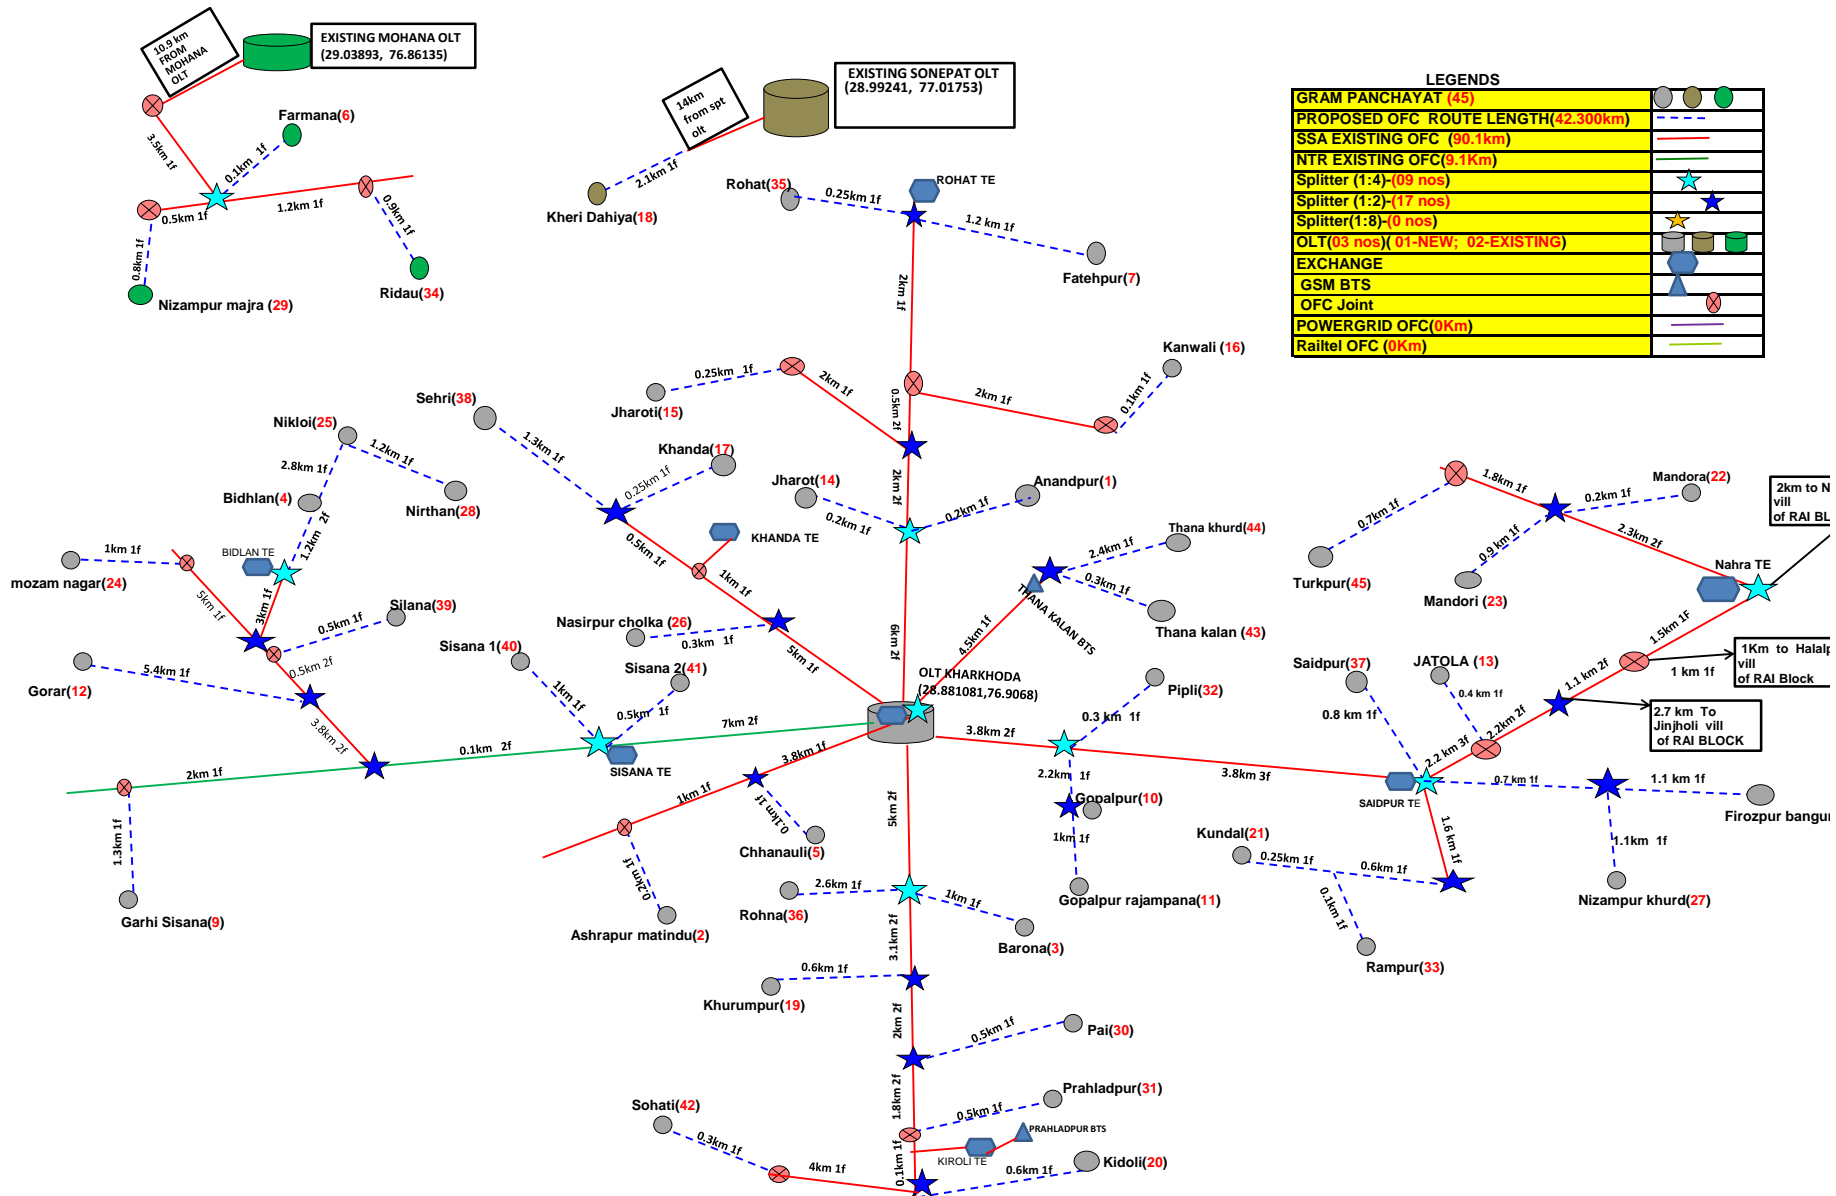 10.9 km
FROM
MOHANA
OLT
EXISTING MOHANA OLT
(29.03893, 76.86135)
3.5km 1f
Farmana(6)
0.1km 1f
0.5km 1f
1.2km 1f
0.8km 1f
0.9km 1f
Nizampur majra (29)
Ridau(34)
14km
from spt
olt
EXISTING SONEPAT OLT
(28.99241, 77.01753)
2.1km 1f
Kheri Dahiya(18)
LEGENDS
GRAM PANCHAYAT (45)
PROPOSED OFC ROUTE LENGTH(42.300km)
SSA EXISTING OFC (90.1km)
NTR EXISTING OFC(9.1Km)
Splitter (1:4)-(09 nos)
Splitter (1:2)-(17 nos)
Splitter(1:8)-(0 nos)
OLT(03 nos)( 01-NEW; 02-EXISTING)
EXCHANGE
GSM BTS
OFC Joint
POWERGRID OFC(0Km)
Railtel OFC (0Km)
Rohat(35)
0.25km 1f
ROHAT TE
1.2 km 1f
Fatehpur(7)
2km 1f
Kanwali (16)
0.1km 1f
2km 1f
0.5km 2f
2km 1f
0.25km 1f
Jharoti(15)
2km 2f
Jharot(14)
0.2km 1f
Anandpur(1)
0.2km 1f
6km 2f
Sehri(38)
1.3km 1f
Khanda(17)
0.25km 1f
0.5km 1f
KHANDA TE
1km 1f
Nasirpur cholka (26)
0.3km 1f
5km 1f
Nikloi(25)
1.2km 1f
2.8km 1f
Bidhlan(4)
Nirthan(28)
1.2km 2f
BIDLAN TE
1km 1f
mozam nagar(24)
5km 1f
3km 1f
Silana(39)
0.5km 1f
0.5km 2f
Gorar(12)
5.4km 1f
3.8km 2f
Sisana 1(40)
1km 1f
Sisana 2(41)
0.5km 1f
7km 2f
0.1km 2f
SISANA TE
2km 1f
1.3km 1f
Garhi Sisana(9)
Thana khurd(44)
2.4km 1f
0.3km 1f
Thana kalan (43)
THANA KALAN BTS
4.5km 1f
OLT KHARKHODA
(28.881081,76.9068)
Pipli(32)
0.3 km 1f
3.8km 2f
2.2km 1f
Gopalpur(10)
1km 1f
Gopalpur rajampana(11)
3.8km 3f
3.8km 1f
1km 1f
0.1km 1f
Chhanauli(5)
0.2km 1f
Ashrapur matindu(2)
5km 2f
2.6km 1f
Rohna(36)
1km 1f
Barona(3)
3.1km 2f
0.6km 1f
Khurumpur(19)
2km 2f
0.5km 1f
Pai(30)
1.8km 2f
Prahladpur(31)
0.5km 1f
PRAHLADPUR BTS
KIROLI TE
0.1km 1f
Kidoli(20)
0.6km 1f
Sohati(42)
0.3km 1f
4km 1f
1.8km 1f
Mandora(22)
0.2km 1f
0.7km 1f
Turkpur(45)
0.9 km 1f
Mandori (23)
2.3km 2f
2km to N
vill
of RAI BL
Nahra TE
1.5km 1F
1Km to Halalp
vill
of RAI Block
1 km 1f
1.1 km 2f
2.7 km To
Jinjholi vill
of RAI BLOCK
2.2km 2f
2.2 km 3f
Saidpur(37)
0.8 km 1f
JATOLA (13)
0.4 km 1f
SAIDPUR TE
0.7 km 1f
1.1 km 1f
Firozpur bangur
1.1km 1f
Nizampur khurd(27)
1.6 km 1f
Kundal(21)
0.25km 1f
0.6km 1f
0.1km 1f
Rampur(33)